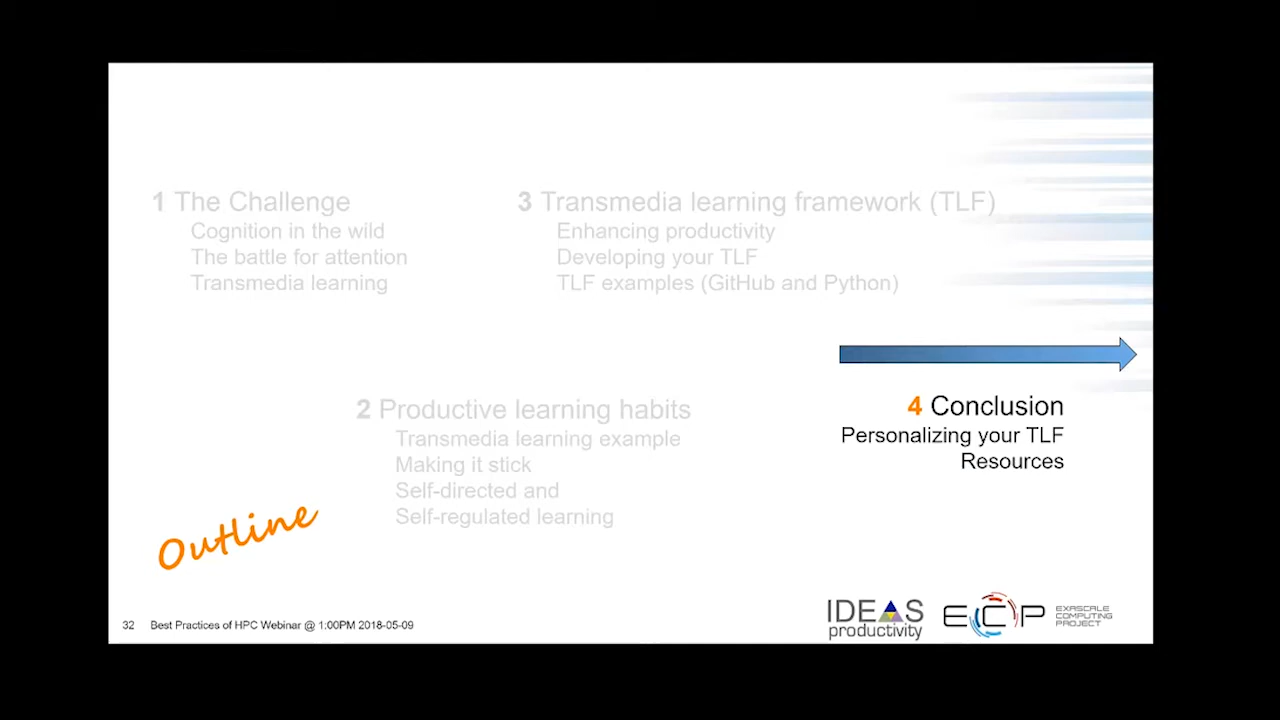 1 The Challenge
Cognition in the wild
The battle for attention
Transmedia learning
3 Transmedia learning framework (TLF)
Enhancing productivity
Developing your TLF
TLF examples (GitHub and Python)
2 Productive learning habits
Transmedia learning example
Making it stick
Self-directed and
Self-regulated learning
4 Conclusion
Personalizing your TLF
Resources
Outline
32 Best Practices of HPC Webinar @ 1:00PM 2018-05-09
IDEAS
productivity
ECP
EXASCALE
COMPUTING
PROJECT